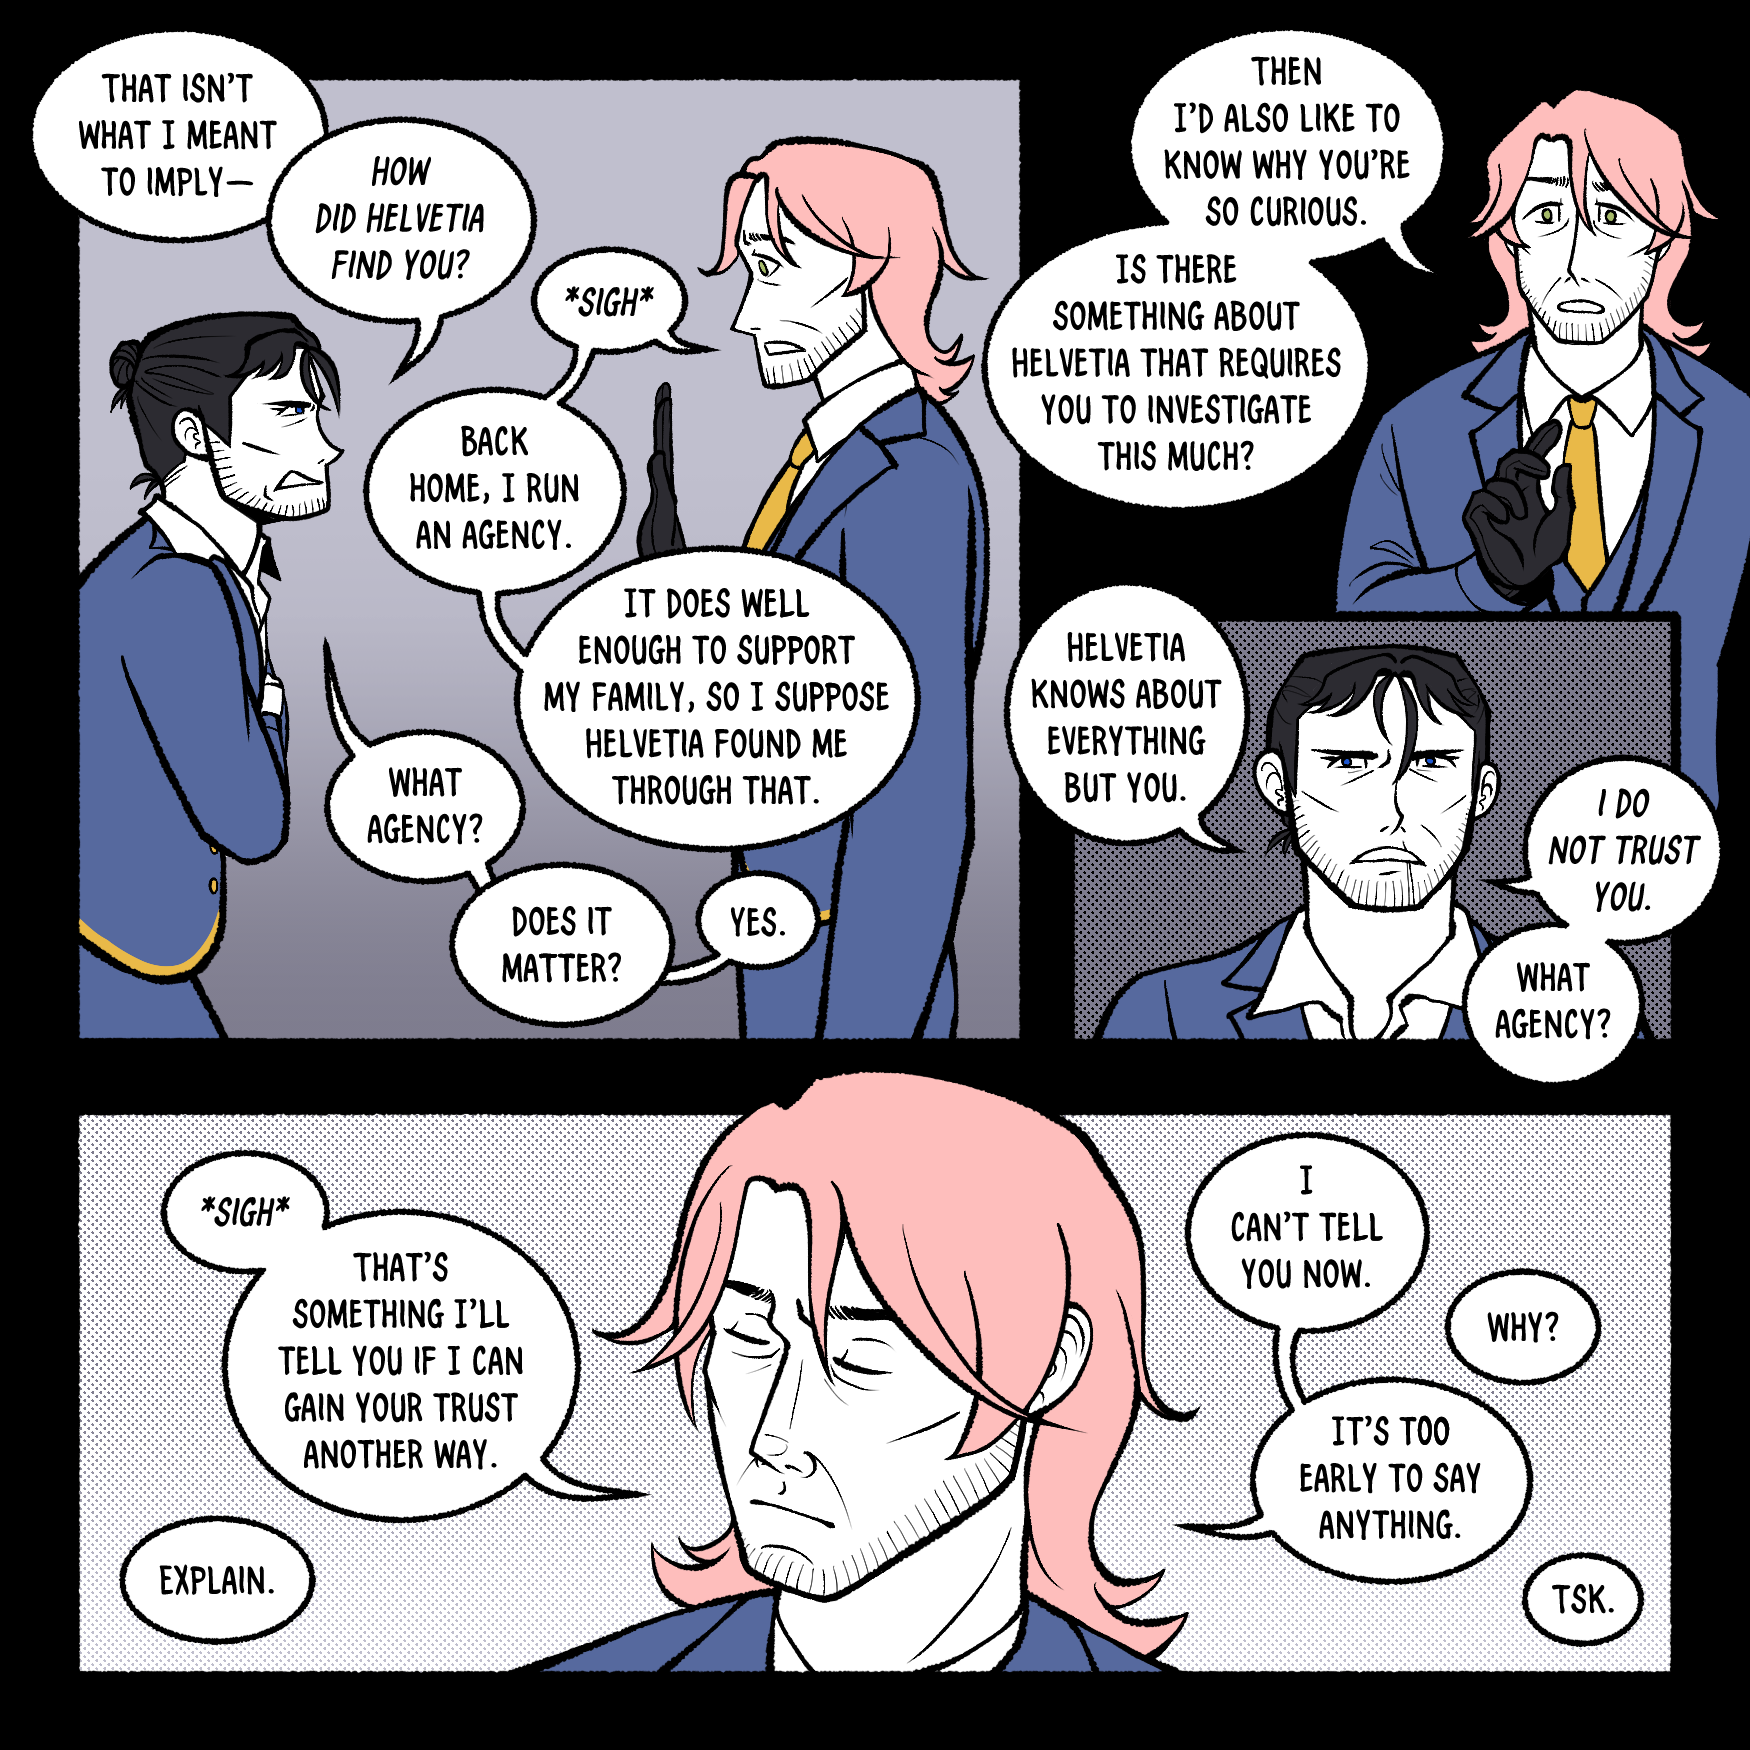 THAT ISN'T
WHAT I MEANT
TO IMPLY—
HOW
DID HELVETIA
FIND YOU?
*SIGH*
BACK
HOME, I RUN
AN AGENCY.
IT DOES WELL
ENOUGH TO SUPPORT
MY FAMILY, SO I SUPPOSE
HELVETIA FOUND ME
THROUGH THAT.
WHAT
AGENCY?
DOES IT
MATTER?
YES.
THEN
I'D ALSO LIKE TO
KNOW WHY YOU'RE
SO CURIOUS.
IS THERE
SOMETHING ABOUT
HELVETIA THAT REQUIRES
YOU TO INVESTIGATE
THIS MUCH?
HELVETIA
KNOWS ABOUT
EVERYTHING
BUT YOU.
I DO
NOT TRUST
YOU.
WHAT
AGENCY?
*SIGH*
THAT'S
SOMETHING I'LL
TELL YOU IF I CAN
GAIN YOUR TRUST
ANOTHER WAY.
EXPLAIN.
I
CAN'T TELL
YOU NOW.
WHY?
IT'S TOO
EARLY TO SAY
ANYTHING.
TSK.